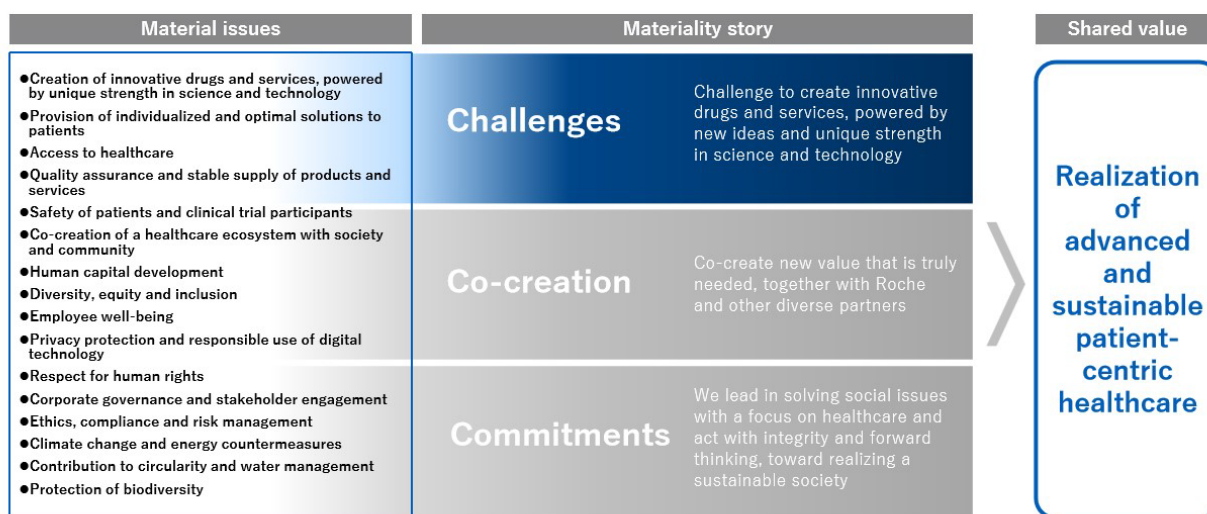 Material issues
Materiality story
Shared value
●Creation of innovative drugs and services, powered
by unique strength in science and technology
●Provision of individualized and optimal solutions to
patients
●Access to healthcare
●Quality assurance and stable supply of products and
services
●Safety of patients and clinical trial participants
●Co-creation of a healthcare ecosystem with society
and community
●Human capital development
●Diversity, equity and inclusion
●Employee well-being
●Privacy protection and responsible use of digital
technology
●Respect for human rights
●Corporate governance and stakeholder engagement
●Ethics, compliance and risk management
●Climate change and energy countermeasures
●Contribution to circularity and water management
●Protection of biodiversity
Challenges
Challenge to create innovative
drugs and services, powered by
new ideas and unique strength
in science and technology
Co-creation
Co-create new value that is truly
needed, together with Roche
and other diverse partners
Commitments
We lead in solving social issues
with a focus on healthcare and
act with integrity and forward
thinking, toward realizing a
sustainable society
Realization
of
advanced
and
sustainable
patient-
centric
healthcare